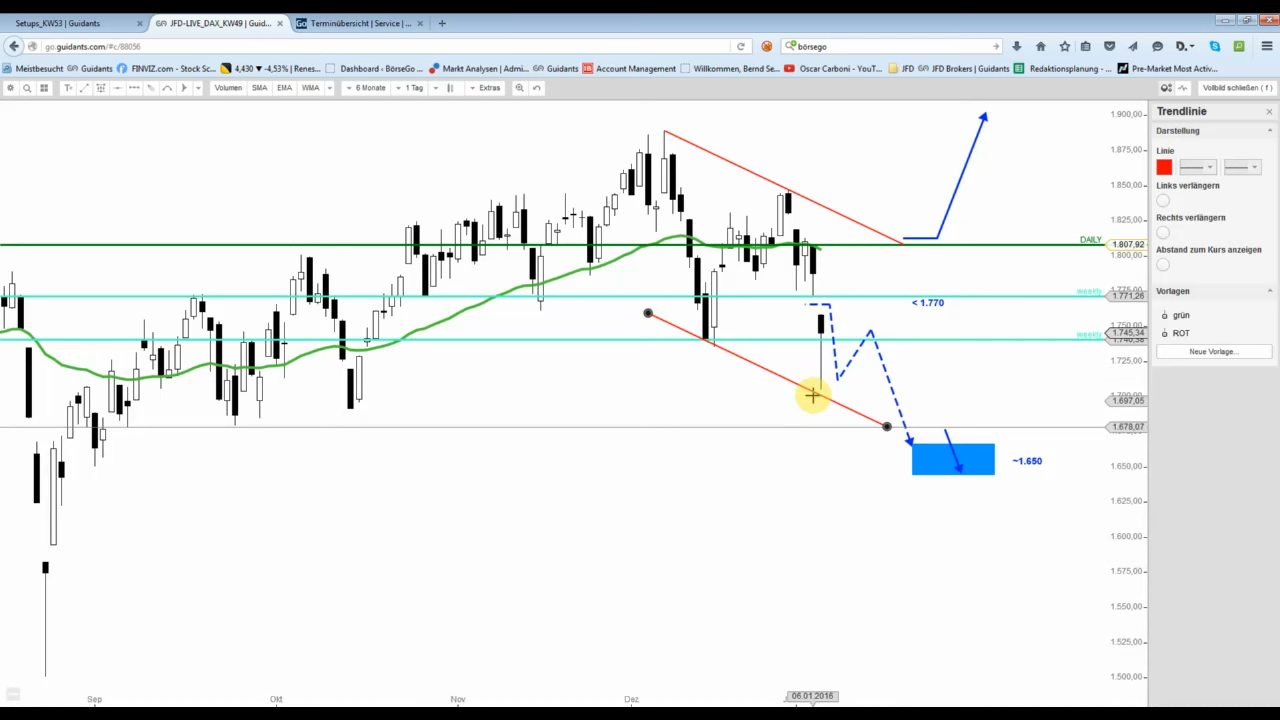 Setups_KW53 | Guidants
JFD-LIVE_DAX_KW49 | Guid...
Terminübersicht | Service | ...
go.guidants.com/#c/88056
börsego
Meistbesucht
Guidants
FINVIZ.com - Stock Sc...
4,430 ▼ -4,53% | Renes...
Dashboard - BörseGo ...
Markt Analysen | Admi...
Guidants
Account Management
Willkommen, Bernd Se...
Oscar Carboni - YouT...
JFD
JFD Brokers | Guidants
Redaktionsplanung - ...
Pre-Market Most Activ...
Volumen
SMA
EMA
WMA
6 Monate
1 Tag
Extras
Vollbild schließen ( f )
1.900,00
1.875,00
1.850,00
1.825,00
DAILY
1.807,92
1.800,00
weekly
1.771,26
< 1.770
weekly
1.745,34
1.725,00
1.697,05
1.678,07
~1.650
1.650,00
1.625,00
1.600,00
1.575,00
1.550,00
1.525,00
1.500,00
Sep
Okt
Nov
Dez
06.01.2016
Trendlinie
Darstellung
Linie
Links verlängern
Rechts verlängern
Abstand zum Kurs anzeigen
Vorlagen
grün
ROT
Neue Vorlage...